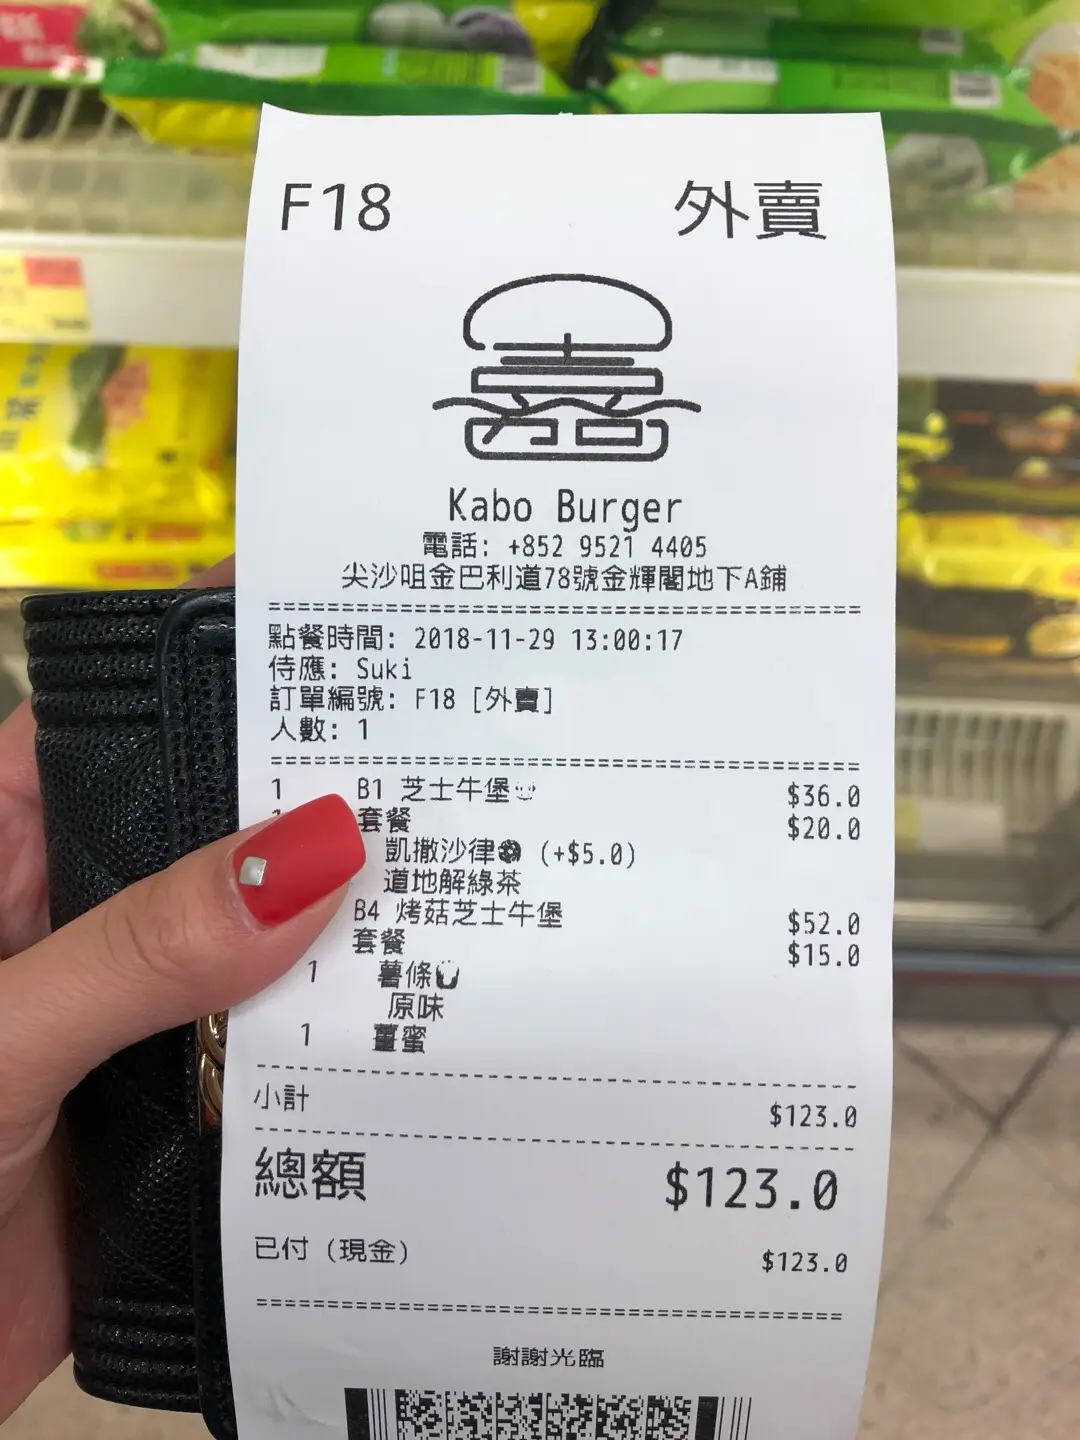 F18 外賣
嘉
Kabo Burger
電話: +852 9521 4405
尖沙咀金巴利道78號金輝閣地下A鋪
點餐時間: 2018-11-29 13:00:17
侍應: Suki
訂單編號: F18 [外賣]
人數: 1
1 B1 芝士牛堡 $36.0
套餐 $20.0
凱撒沙律 (+$5.0)
道地解綠茶
B4 烤菇芝士牛堡 $52.0
套餐 $15.0
1 薯條
原味
1 薑蜜
小計 $123.0
總額 $123.0
已付 (現金) $123.0
謝謝光臨